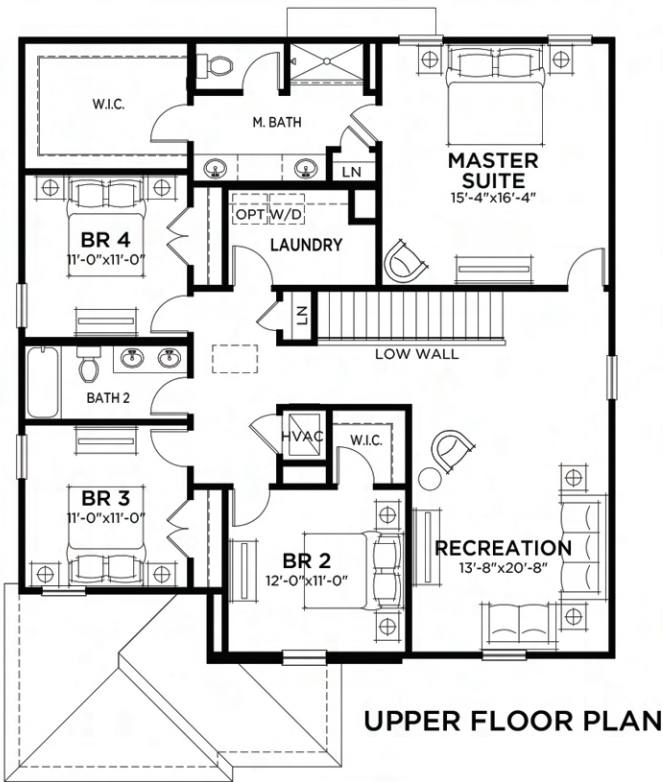 W.I.C.
M. BATH
LN
MASTER
SUITE
15'-4"x16'-4"
BR 4
11'-0"x11'-0"
OPT W/D
LAUNDRY
LN
LOW WALL
BATH 2
HVAC
W.I.C.
BR 3
11'-0"x11'-0"
BR 2
12'-0"x11'-0"
RECREATION
13'-8"x20'-8"
UPPER FLOOR PLAN